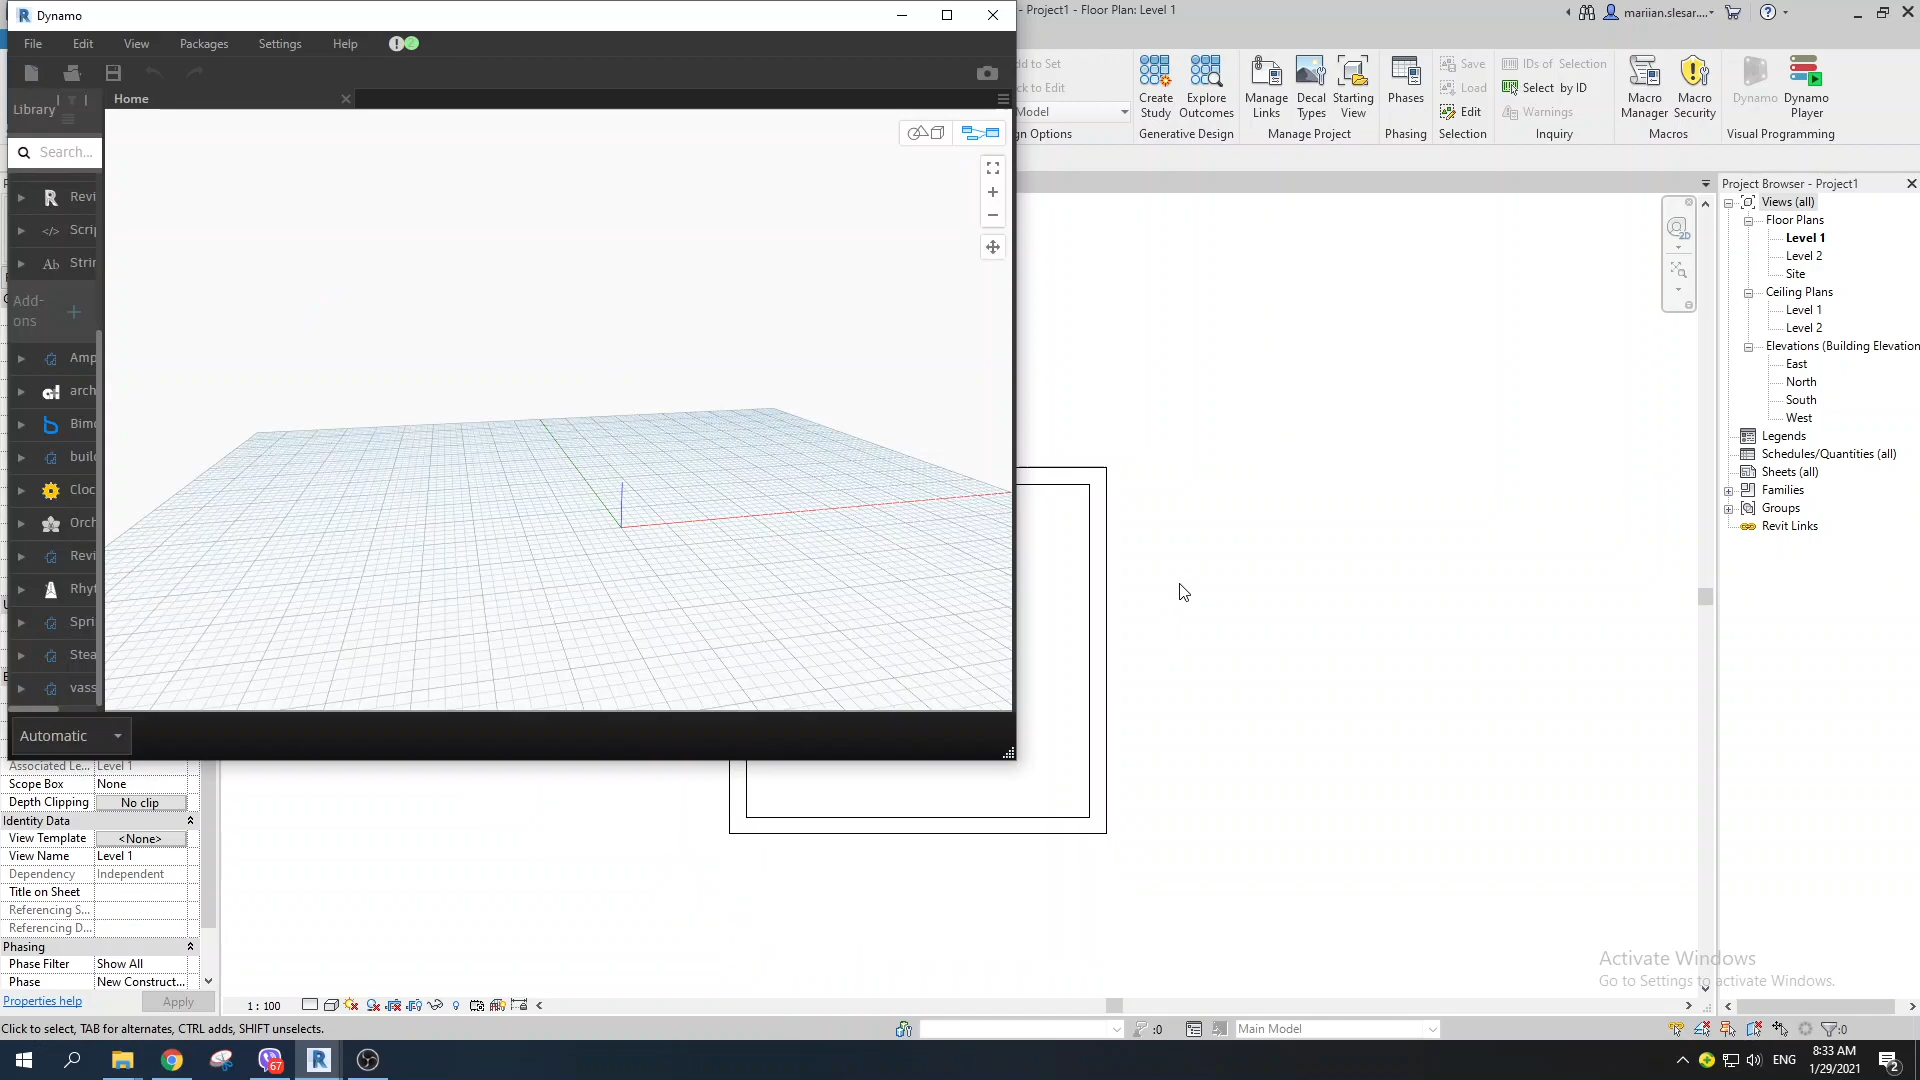 Dynamo
- Project1 - Floor Plan: Level 1
mariian.slesar....
File Edit View Packages Settings Help
Library
Search...
Home
Revi
Scrip
Strin
Add-
ons
Amp
arch
Bimo
build
Cloc
Orch
Revi
Rhyt
Spri
Stea
vass
Automatic
dd to Set
ck to Edit
Model
gn Options
Create
Study
Explore
Outcomes
Generative Design
Manage
Links
Decal
Types
Starting
View
Manage Project
Phases
Phasing
Save
Load
Edit
Selection
IDs of Selection
Select by ID
Warnings
Inquiry
Macro
Manager
Macro
Security
Macros
Dynamo
Dynamo
Player
Visual Programming
Project Browser - Project1
Views (all)
Floor Plans
Level 1
Level 2
Site
Ceiling Plans
Level 1
Level 2
Elevations (Building Elevation
East
North
South
West
Legends
Schedules/Quantities (all)
Sheets (all)
Families
Groups
Revit Links
2D
Associated Le... Level 1
Scope Box None
Depth Clipping No clip
Identity Data
View Template <None>
View Name Level 1
Dependency Independent
Title on Sheet
Referencing S...
Referencing D...
Phasing
Phase Filter Show All
Phase New Construct...
Properties help Apply
1 : 100
Activate Windows
Go to Settings to activate Windows.
Click to select, TAB for alternates, CTRL adds, SHIFT unselects.
:0
Main Model
:0
67
ENG
8:33 AM
1/29/2021
2